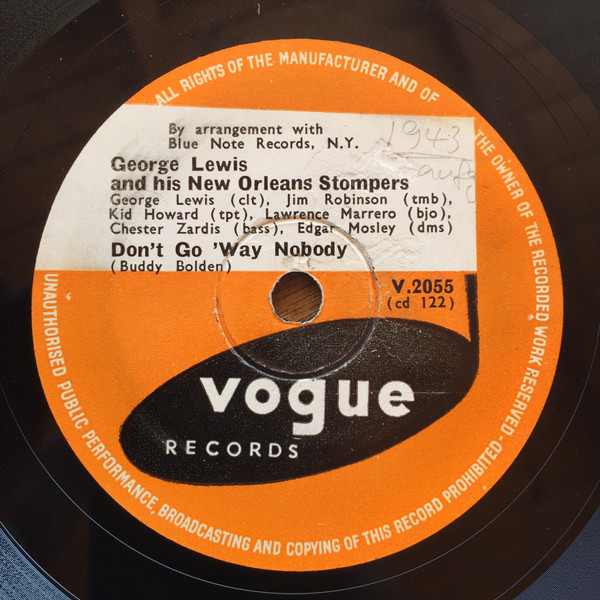 ALL RIGHTS OF THE MANUFACTURER AND OF THE OWNER OF THE RECORDED WORK RESERVED - UNAUTHORISED PUBLIC PERFORMANCE, BROADCASTING AND COPYING OF THIS RECORD PROHIBITED -
By arrangement with
Blue Note Records, N.Y.
1943
George Lewis
and his New Orleans Stompers
George Lewis (clt), Jim Robinson (tmb),
Kid Howard (tpt), Lawrence Marrero (bjo),
Chester Zardis (bass), Edgar Mosley (dms)
Don't Go 'Way Nobody
(Buddy Bolden)
V.2055
(cd 122)
vogue
RECORDS